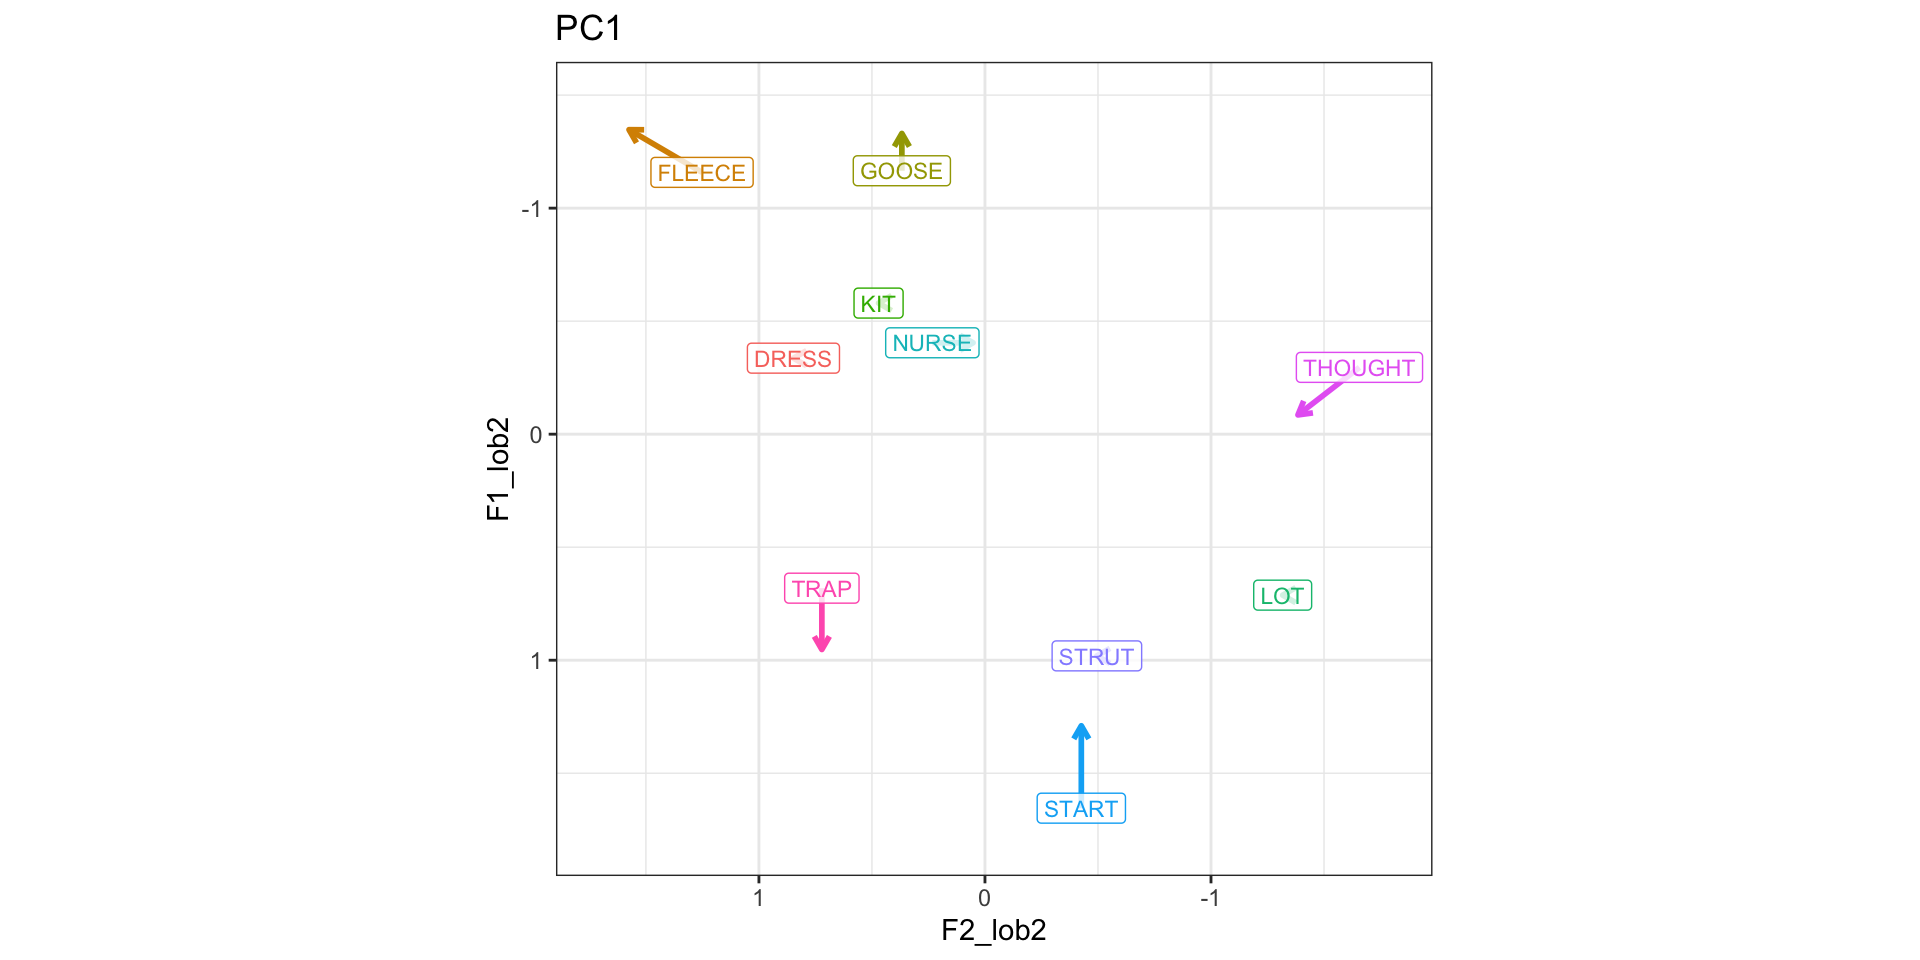 PC1
FLEECE
GOOSE
-1
KIT
NURSE
DRESS
THOUGHT
0
F1_lob2
TRAP
LOT
STRUT
1
START
1
0
-1
F2_lob2